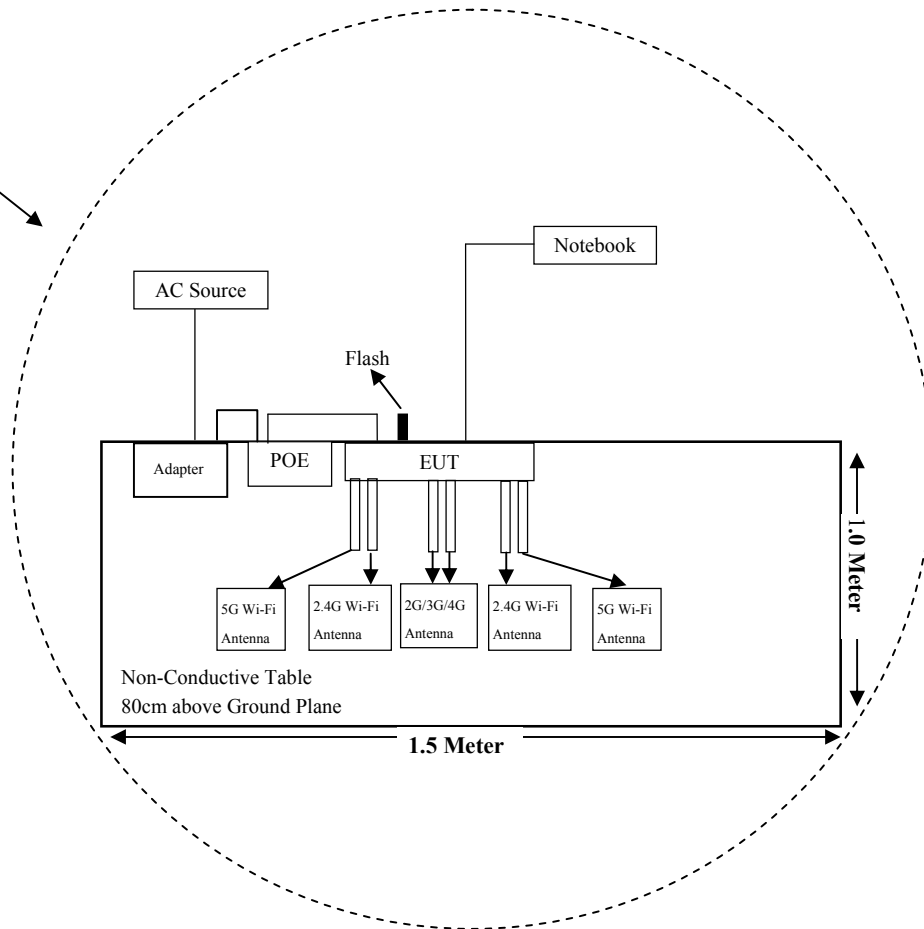 Notebook
AC Source
Flash
Adapter
POE
EUT
1.0 Meter
5G Wi-Fi
Antenna
2.4G Wi-Fi
Antenna
2G/3G/4G
Antenna
2.4G Wi-Fi
Antenna
5G Wi-Fi
Antenna
Non-Conductive Table
80cm above Ground Plane
1.5 Meter